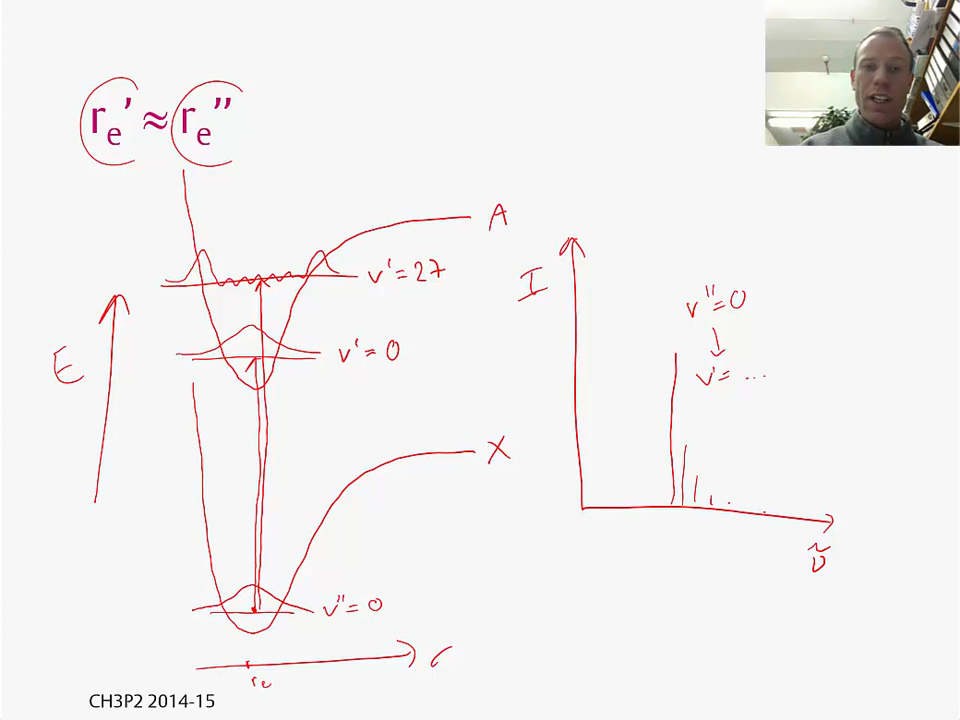 re' ≈ re"
A
v' = 27
E
v' = 0
X
v" = 0
r
re
I
v" = 0
↓
v' = ...
ν̃
CH3P2 2014-15